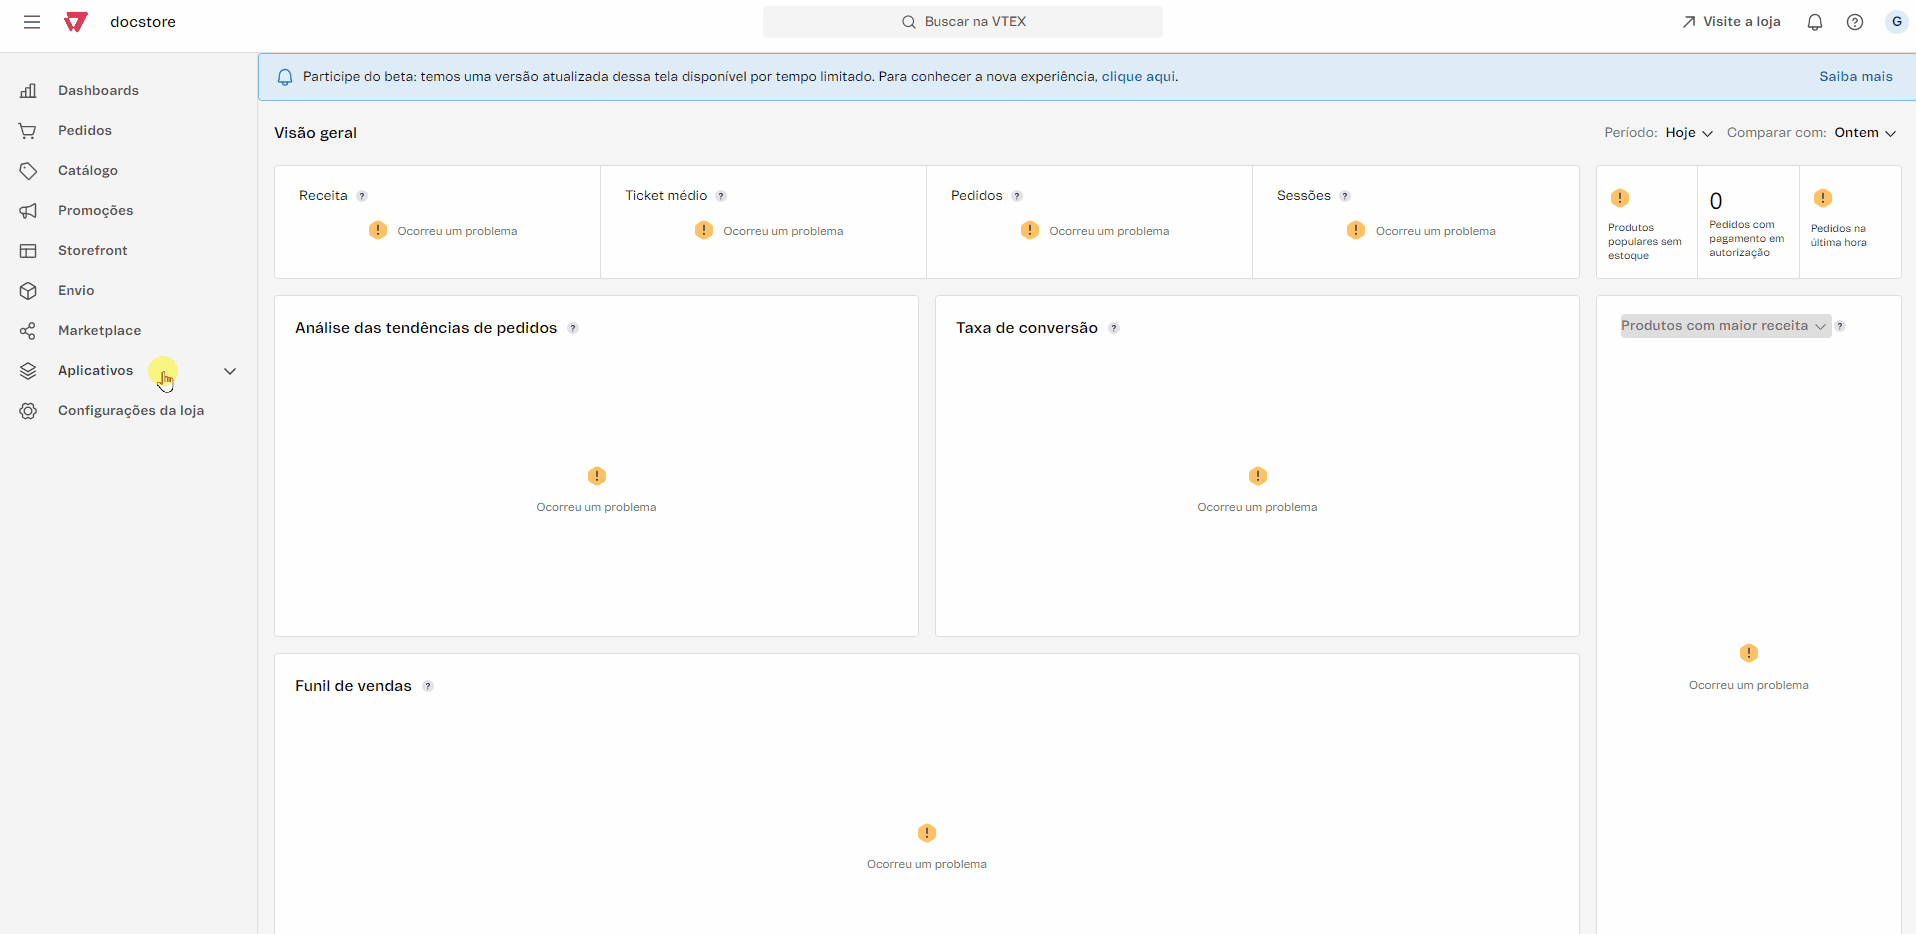 docstore
Buscar na VTEX
Visite a loja
G
Dashboards
Pedidos
Catálogo
Promoções
Storefront
Envio
Marketplace
Aplicativos
Configurações da loja
Participe do beta: temos uma versão atualizada dessa tela disponível por tempo limitado. Para conhecer a nova experiência, clique aqui.
Saiba mais
Visão geral
Período: Hoje
Comparar com: Ontem
Receita ?
Ocorreu um problema
Ticket médio ?
Ocorreu um problema
Pedidos ?
Ocorreu um problema
Sessões ?
Ocorreu um problema
Produtos
populares sem
estoque
0
Pedidos com
pagamento em
autorização
Pedidos na
última hora
Análise das tendências de pedidos ?
Ocorreu um problema
Taxa de conversão ?
Ocorreu um problema
Produtos com maior receita ?
Ocorreu um problema
Funil de vendas ?
Ocorreu um problema